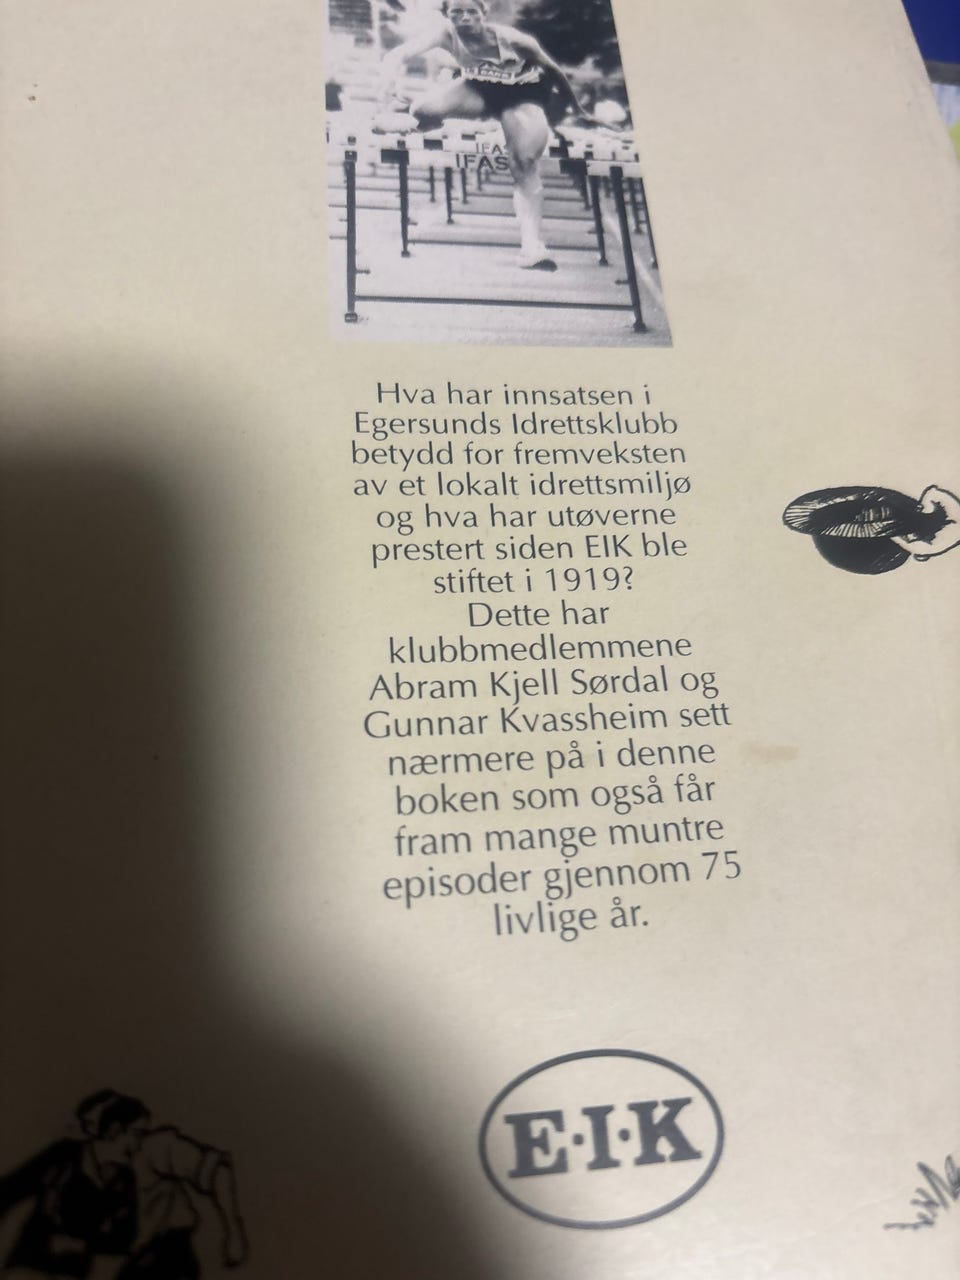 IFAS
Hva har innsatsen i
Egersunds Idrettsklubb
betydd for fremveksten
av et lokalt idrettsmiljø
og hva har utøverne
prestert siden EIK ble
stiftet i 1919?
Dette har
klubbmedlemmene
Abram Kjell Sørdal og
Gunnar Kvassheim sett
nærmere på i denne
boken som også får
fram mange muntre
episoder gjennom 75
livlige år.
E·I·K